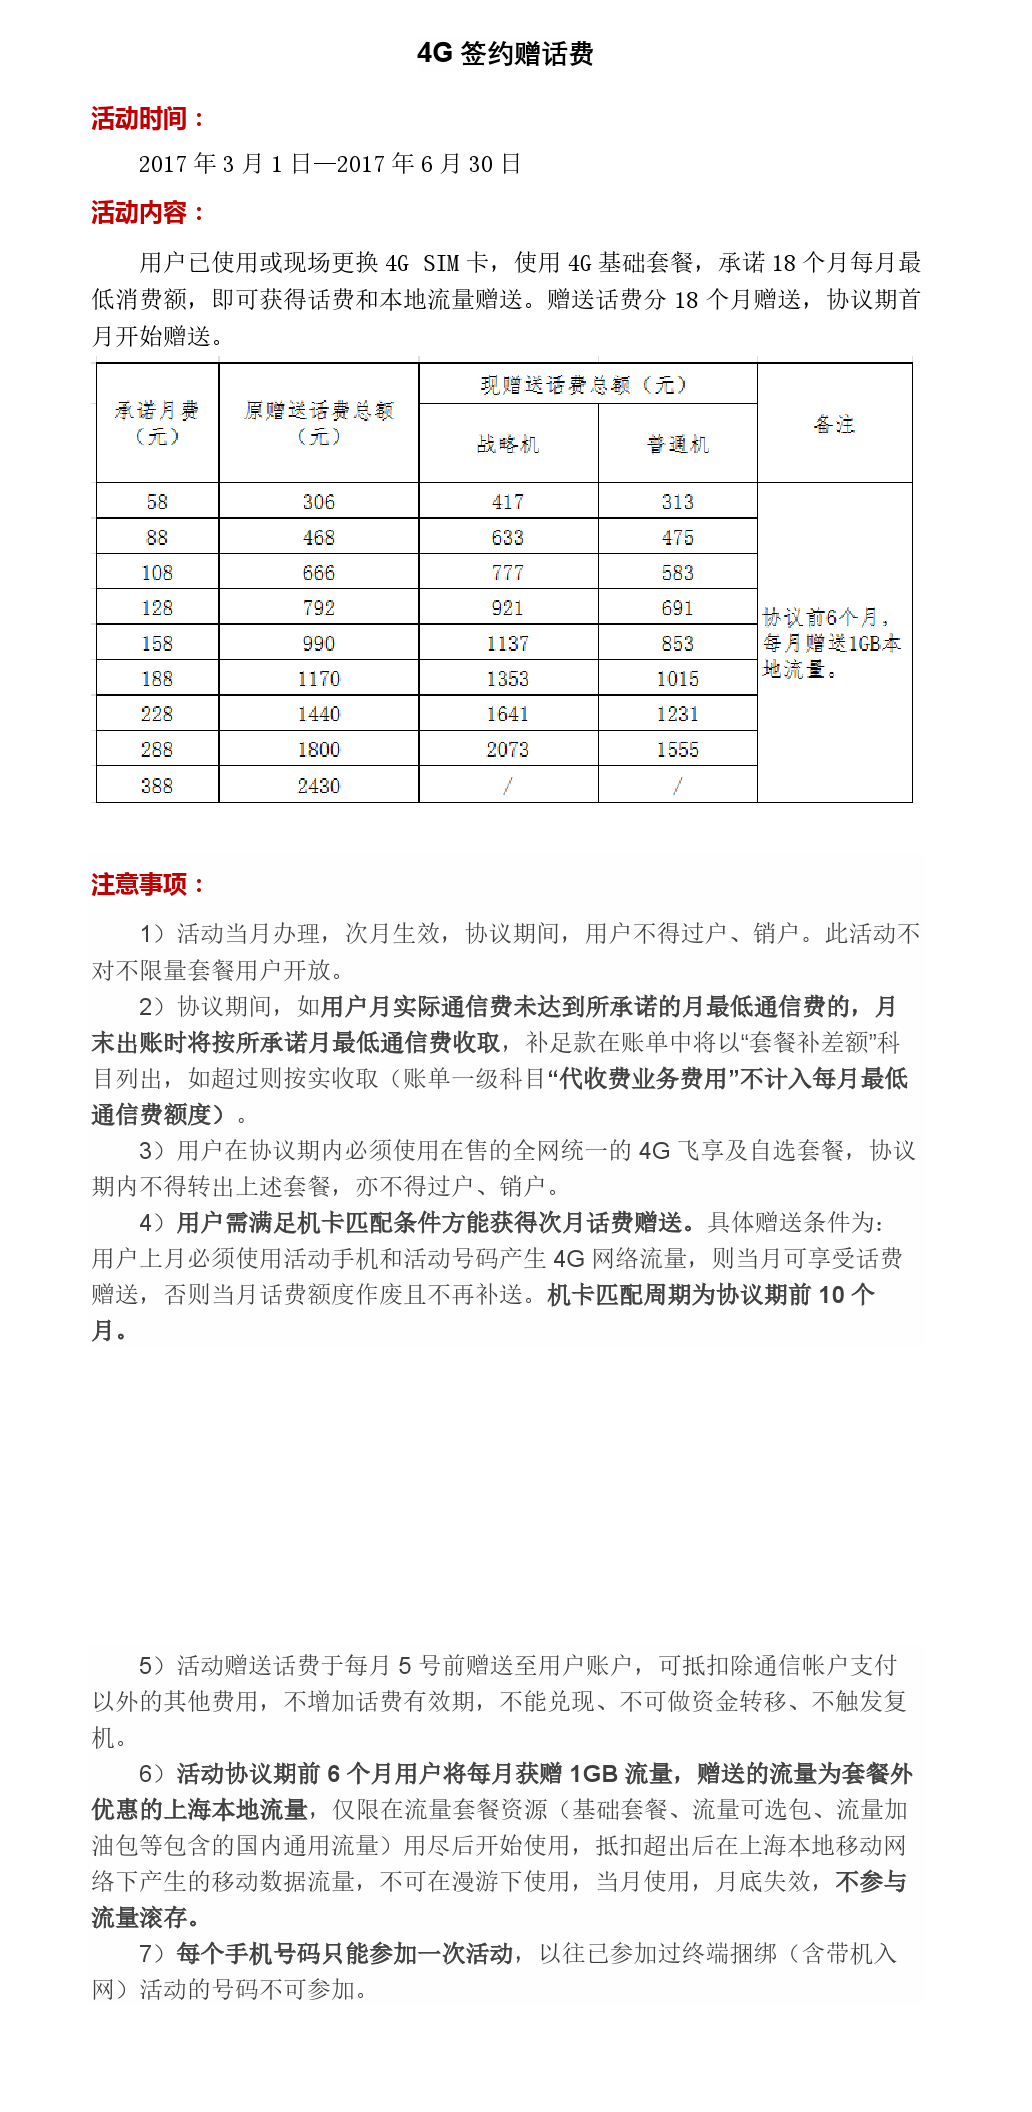 4G 签约赠话费
活动时间：
2017 年 3 月 1 日—2017 年 6 月 30 日
活动内容：
用户已使用或现场更换 4G SIM 卡，使用 4G 基础套餐，承诺 18 个月每月最
低消费额，即可获得话费和本地流量赠送。赠送话费分 18 个月赠送，协议期首
月开始赠送。
承诺月费（元） 原赠送话费总额（元） 现赠送话费总额（元） 备注
战略机 普通机
58 306 417 313
88 468 633 475
108 666 777 583
128 792 921 691
158 990 1137 853
188 1170 1353 1015
228 1440 1641 1231
288 1800 2073 1555
388 2430 / /
协议前6个月，
每月赠送1GB本
地流量。
注意事项：
1）活动当月办理，次月生效，协议期间，用户不得过户、销户。此活动不
对不限量套餐用户开放。
2）协议期间，如用户月实际通信费未达到所承诺的月最低通信费的，月
末出账时将按所承诺月最低通信费收取，补足款在账单中将以“套餐补差额”科
目列出，如超过则按实收取（账单一级科目“代收费业务费用”不计入每月最低
通信费额度）。
3）用户在协议期内必须使用在售的全网统一的 4G 飞享及自选套餐，协议
期内不得转出上述套餐，亦不得过户、销户。
4）用户需满足机卡匹配条件方能获得次月话费赠送。具体赠送条件为：
用户上月必须使用活动手机和活动号码产生 4G 网络流量，则当月可享受话费
赠送，否则当月话费额度作废且不再补送。机卡匹配周期为协议期前 10 个
月。
5）活动赠送话费于每月 5 号前赠送至用户账户，可抵扣除通信帐户支付
以外的其他费用，不增加话费有效期，不能兑现、不可做资金转移、不触发复
机。
6）活动协议期前 6 个月用户将每月获赠 1GB 流量，赠送的流量为套餐外
优惠的上海本地流量，仅限在流量套餐资源（基础套餐、流量可选包、流量加
油包等包含的国内通用流量）用尽后开始使用，抵扣超出后在上海本地移动网
络下产生的移动数据流量，不可在漫游下使用，当月使用，月底失效，不参与
流量滚存。
7）每个手机号码只能参加一次活动，以往已参加过终端捆绑（含带机入
网）活动的号码不可参加。